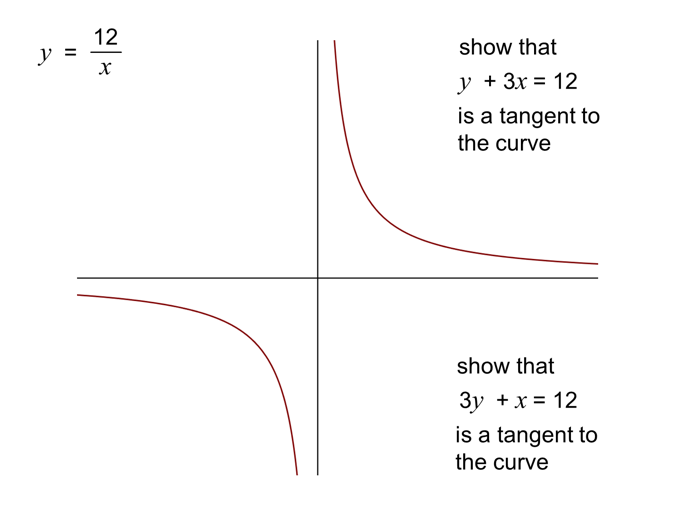 y = 12/x
show that
y + 3x = 12
is a tangent to
the curve
show that
3y + x = 12
is a tangent to
the curve